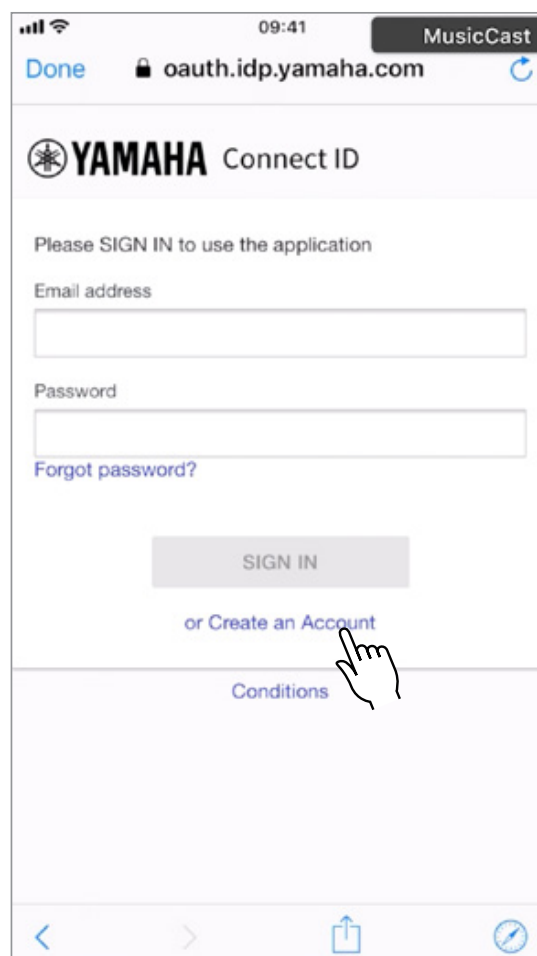 09:41
MusicCast
Done oauth.idp.yamaha.com
YAMAHA Connect ID
Please SIGN IN to use the application
Email address
Password
Forgot password?
SIGN IN
or Create an Account
Conditions